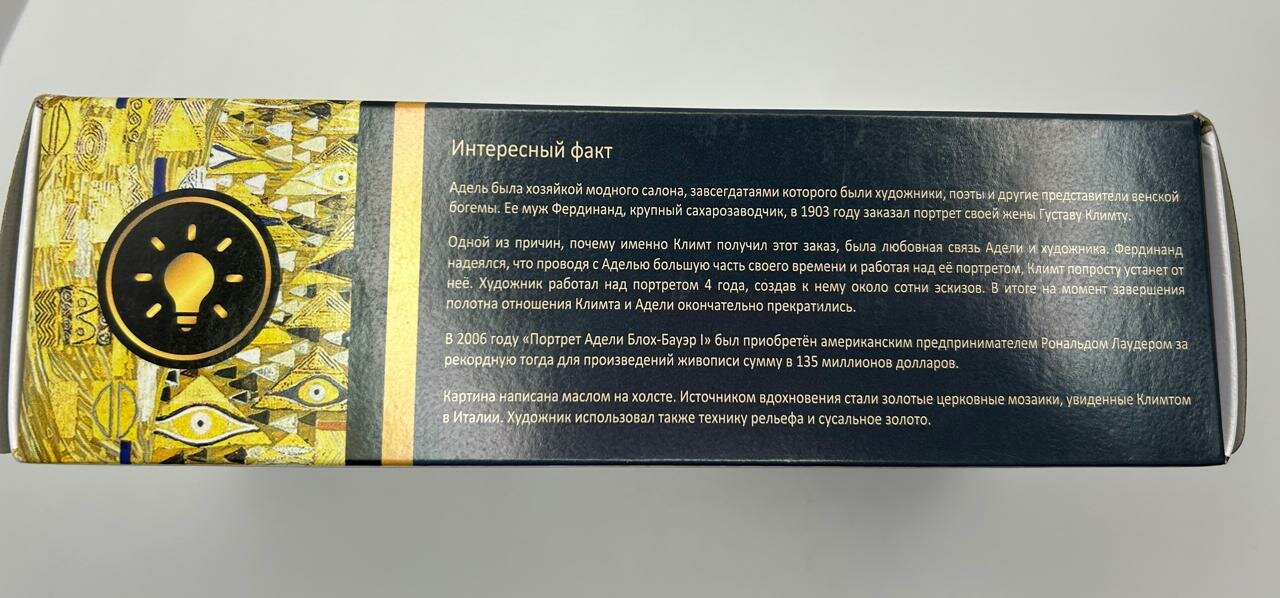 Интересный факт
Адель была хозяйкой модного салона, завсегдатаями которого были художники, поэты и другие представители венской
богемы. Ее муж Фердинанд, крупный сахарозаводчик, в 1903 году заказал портрет своей жены Густаву Климту.
Одной из причин, почему именно Климт получил этот заказ, была любовная связь Адели и художника. Фердинанд
надеялся, что проводя с Аделью большую часть своего времени и работая над её портретом, Климт попросту устанет от
неё. Художник работал над портретом 4 года, создав к нему около сотни эскизов. В итоге на момент завершения
полотна отношения Климта и Адели окончательно прекратились.
В 2006 году «Портрет Адели Блох-Бауэр I» был приобретён американским предпринимателем Рональдом Лаудером за
рекордную тогда для произведений живописи сумму в 135 миллионов долларов.
Картина написана маслом на холсте. Источником вдохновения стали золотые церковные мозаики, увиденные Климтом
в Италии. Художник использовал также технику рельефа и сусальное золото.